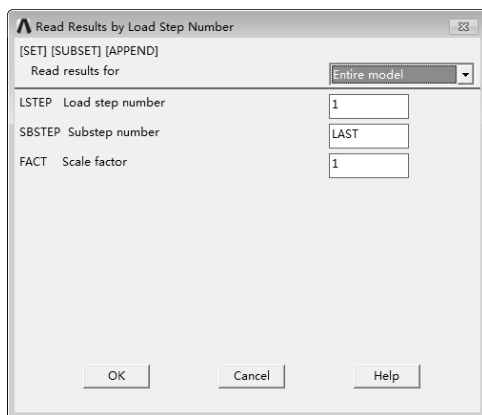 Read Results by Load Step Number
[SET] [SUBSET] [APPEND]
Read results for Entire model
LSTEP Load step number 1
SBSTEP Substep number LAST
FACT Scale factor 1
OK Cancel Help